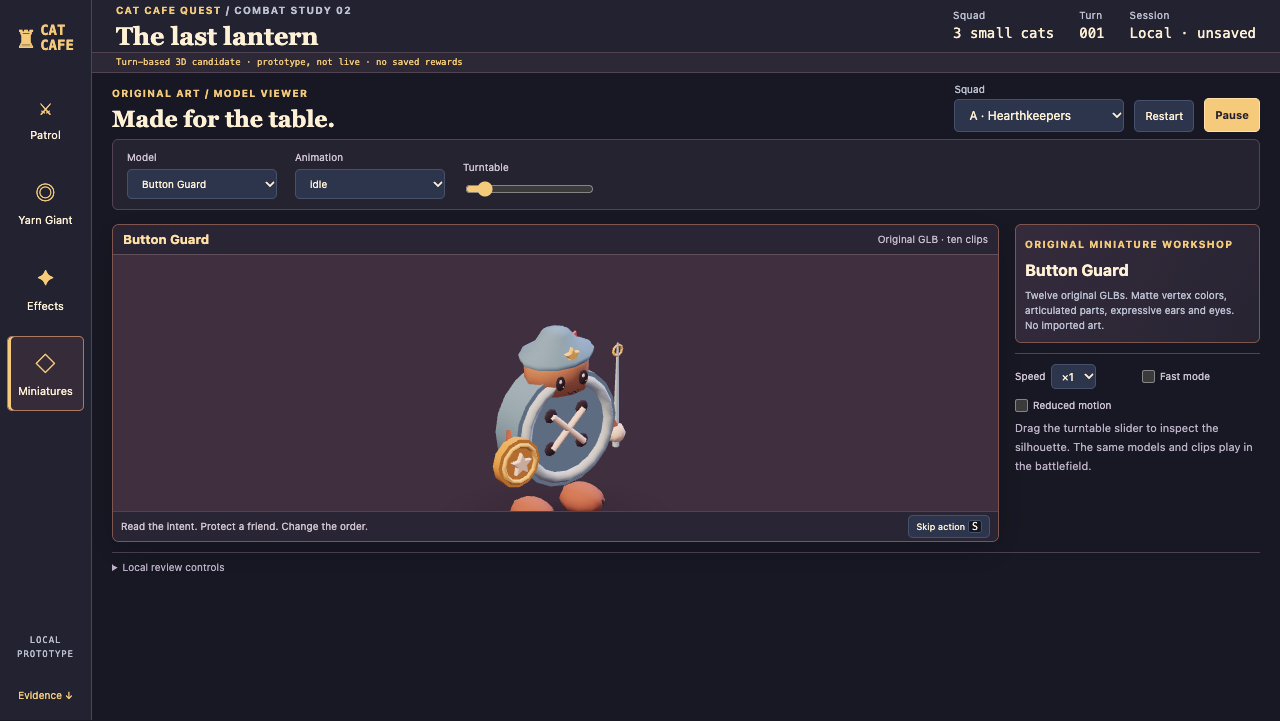 CAT
CAFE
Patrol
Yarn Giant
Effects
Miniatures
LOCAL
PROTOTYPE
Evidence ↓
CAT CAFE QUEST / COMBAT STUDY 02
The last lantern
Squad
3 small cats
Turn
001
Session
Local · unsaved
Turn-based 3D candidate · prototype, not live · no saved rewards
ORIGINAL ART / MODEL VIEWER
Made for the table.
Squad
A · Hearthkeepers
Restart
Pause
Model
Button Guard
Animation
Idle
Turntable
Button Guard
Original GLB · ten clips
Read the intent. Protect a friend. Change the order.
Skip action S
ORIGINAL MINIATURE WORKSHOP
Button Guard
Twelve original GLBs. Matte vertex colors,
articulated parts, expressive ears and eyes.
No imported art.
Speed
×1
Fast mode
Reduced motion
Drag the turntable slider to inspect the
silhouette. The same models and clips play in
the battlefield.
Local review controls